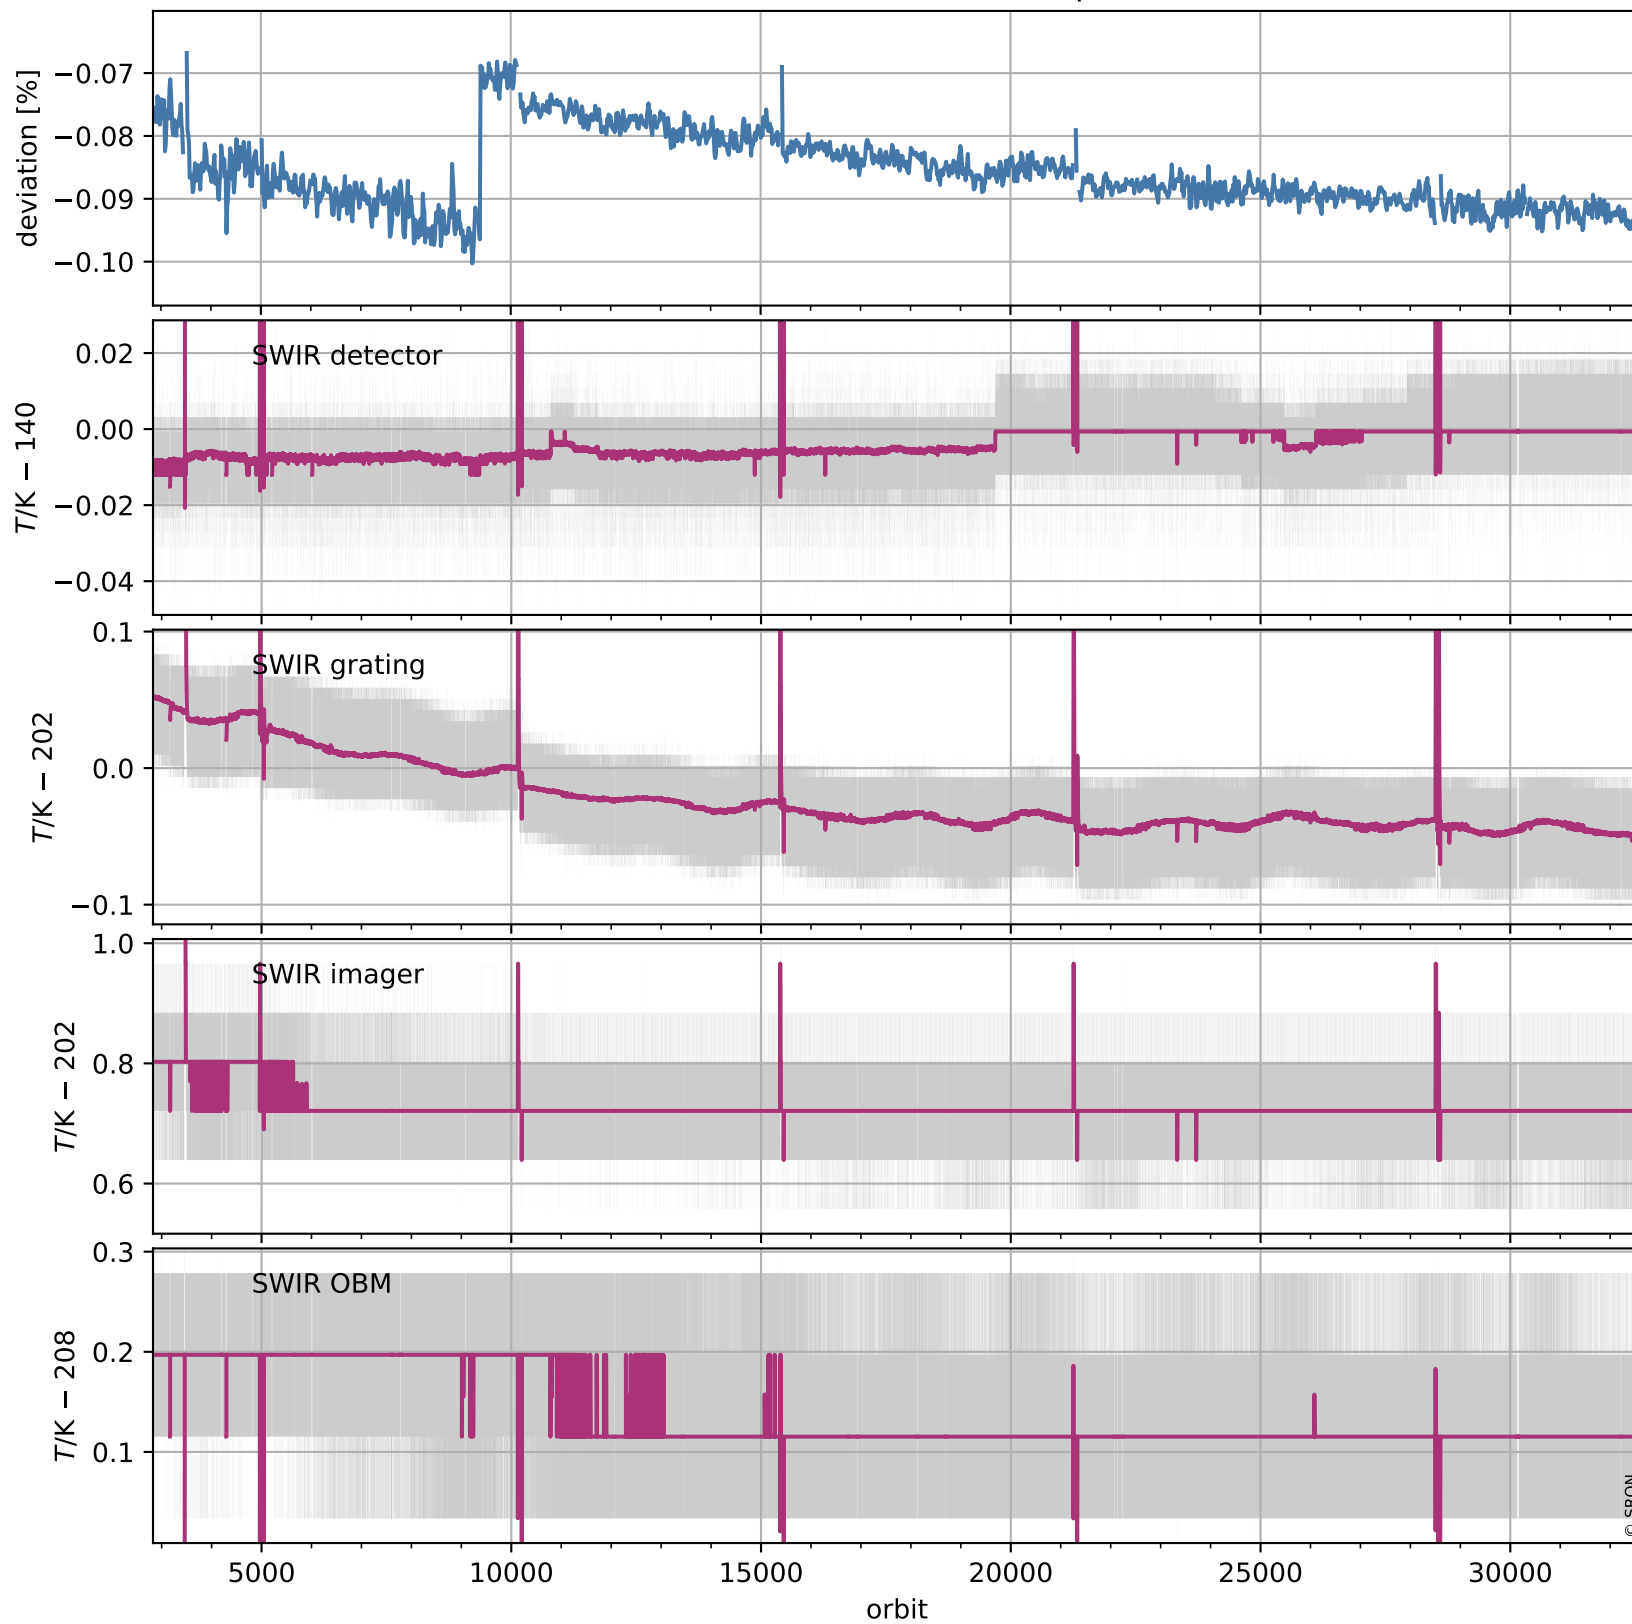 deviation [%]
−0.07
−0.08
−0.09
−0.10
SWIR detector
T/K − 140
0.02
0.00
−0.02
−0.04
SWIR grating
T/K − 202
0.1
0.0
−0.1
SWIR imager
T/K − 202
1.0
0.8
0.6
SWIR OBM
T/K − 208
0.3
0.2
0.1
© SRON
5000 10000 15000 20000 25000 30000
orbit